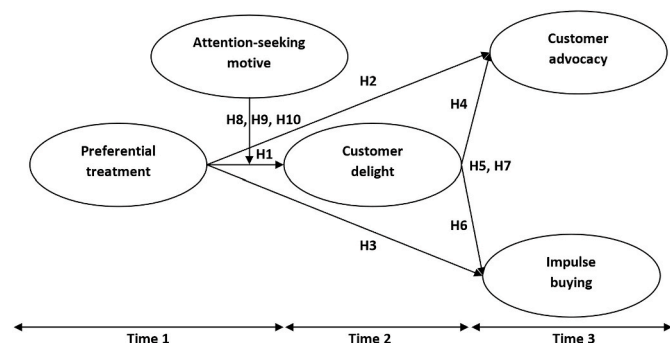 Attention-seeking
motive
Customer
advocacy
H2
H8, H9, H10
H4
Preferential
treatment
H1
Customer
delight
H5, H7
H3
H6
Impulse
buying
Time 1
Time 2
Time 3